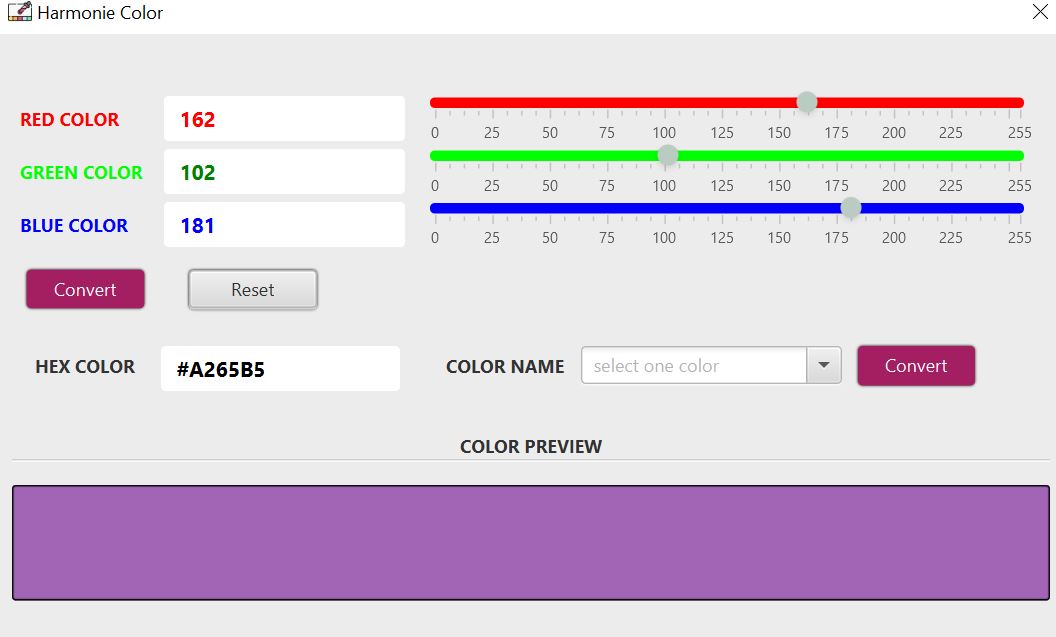 Harmonie Color
RED COLOR 162
0 25 50 75 100 125 150 175 200 225 255
GREEN COLOR 102
0 25 50 75 100 125 150 175 200 225 255
BLUE COLOR 181
0 25 50 75 100 125 150 175 200 225 255
Convert Reset
HEX COLOR #A265B5 COLOR NAME select one color Convert
COLOR PREVIEW